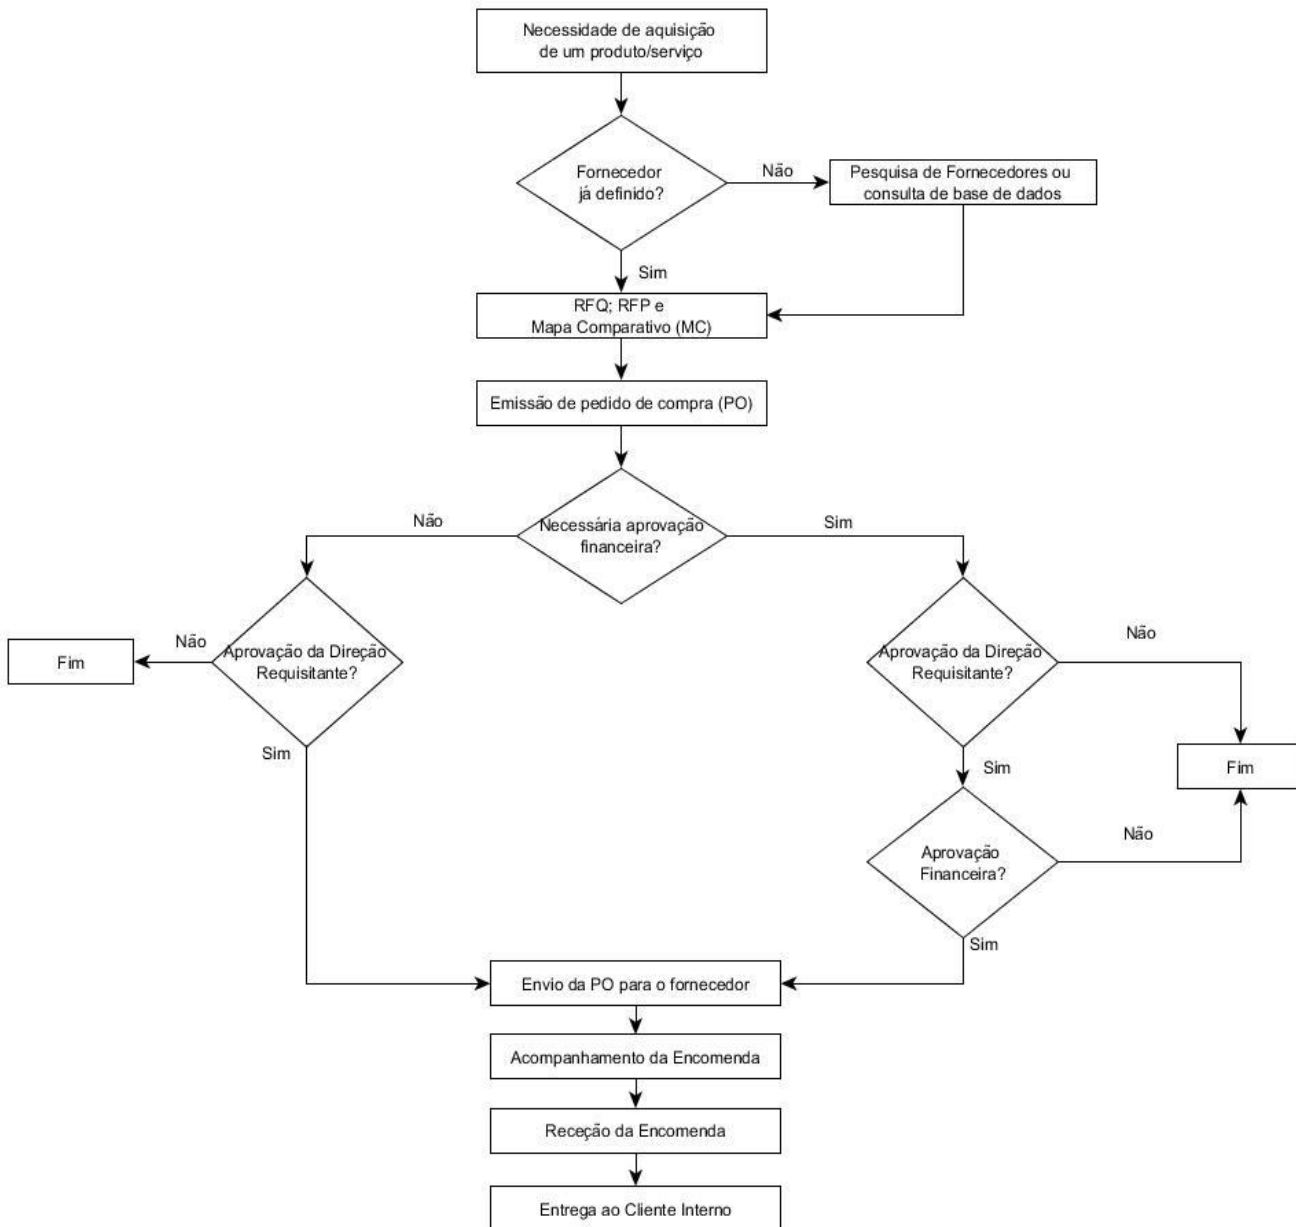 Necessidade de aquisição
de um produto/serviço
Fornecedor
já definido?
Não
Pesquisa de Fornecedores ou
consulta de base de dados
Sim
RFQ; RFP e
Mapa Comparativo (MC)
Emissão de pedido de compra (PO)
Não
Necessária aprovação
financeira?
Sim
Fim
Não
Aprovação da Direção
Requisitante?
Sim
Aprovação da Direção
Requisitante?
Não
Sim
Fim
Aprovação
Financeira?
Não
Sim
Envio da PO para o fornecedor
Acompanhamento da Encomenda
Receção da Encomenda
Entrega ao Cliente Interno